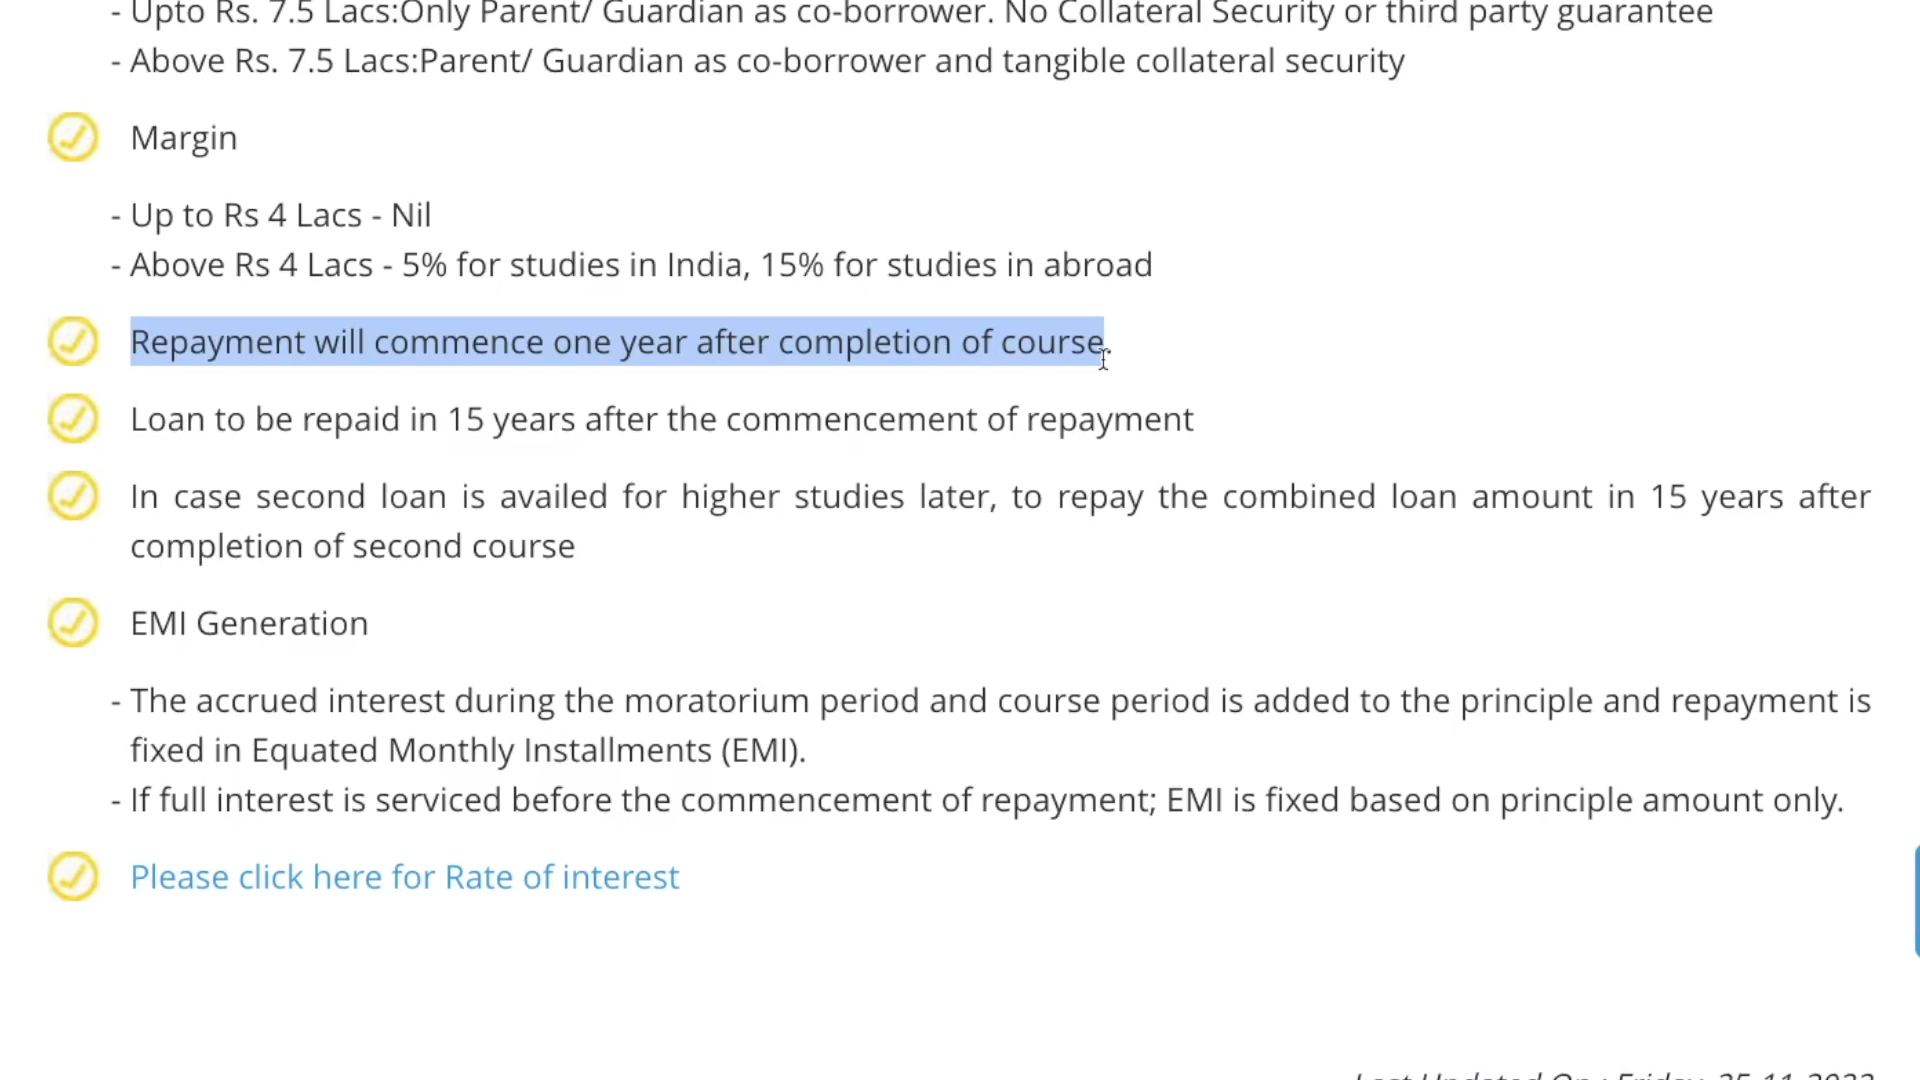 - Upto Rs. 7.5 Lacs:Only Parent/ Guardian as co-borrower. No Collateral Security or third party guarantee
- Above Rs. 7.5 Lacs:Parent/ Guardian as co-borrower and tangible collateral security
Margin
- Up to Rs 4 Lacs - Nil
- Above Rs 4 Lacs - 5% for studies in India, 15% for studies in abroad
Repayment will commence one year after completion of course.
Loan to be repaid in 15 years after the commencement of repayment
In case second loan is availed for higher studies later, to repay the combined loan amount in 15 years after
completion of second course
EMI Generation
- The accrued interest during the moratorium period and course period is added to the principle and repayment is
fixed in Equated Monthly Installments (EMI).
- If full interest is serviced before the commencement of repayment; EMI is fixed based on principle amount only.
Please click here for Rate of interest
Last Updated On : Friday,